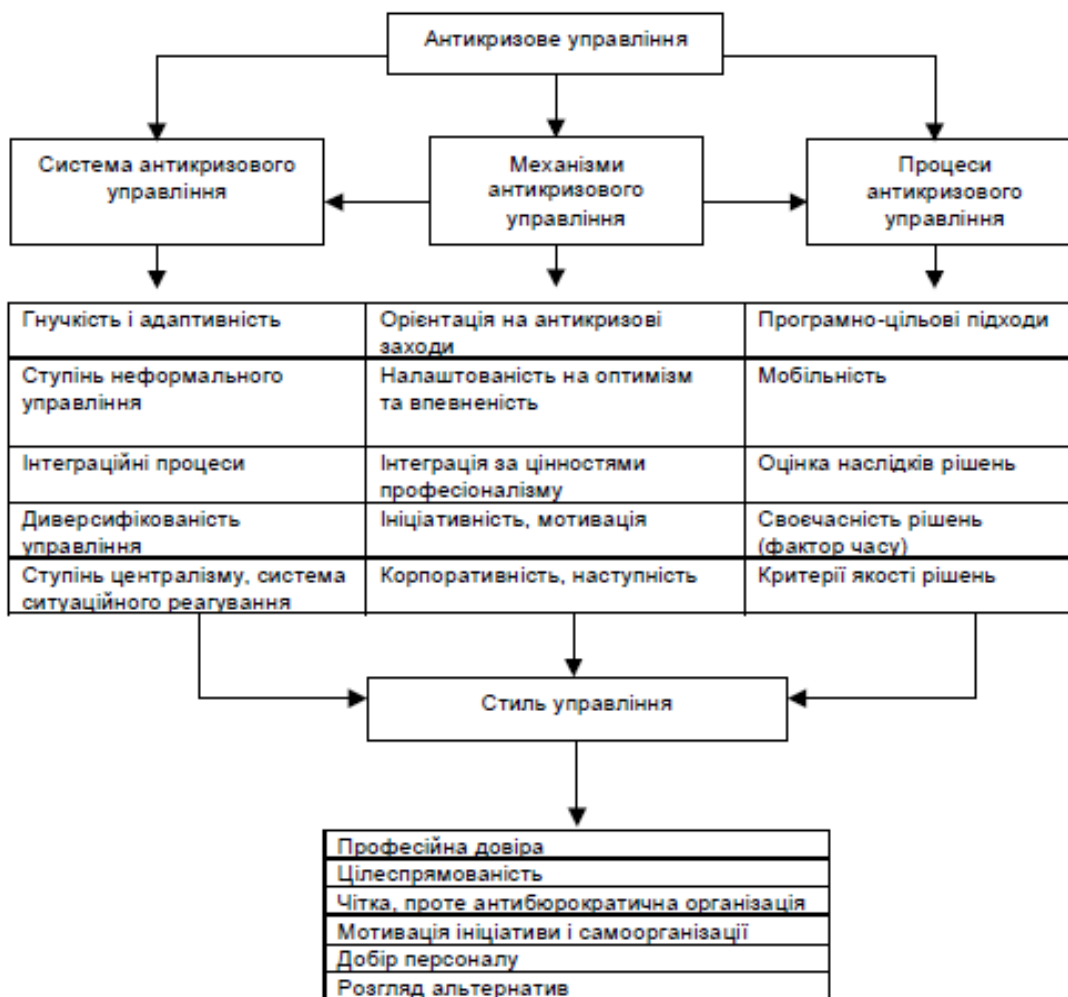 Антикризове управління
Система антикризового
управління
Механізми
антикризового
управління
Процеси
антикризового
управління
Гнучкість і адаптивність
Орієнтація на антикризові
заходи
Програмно-цільові підходи
Ступінь неформального
управління
Налаштованість на оптимізм
та впевненість
Мобільність
Інтеграційні процеси
Інтеграція за цінностями
професіоналізму
Оцінка наслідків рішень
Диверсифікованість
управління
Ініціативність, мотивація
Своєчасність рішень
(фактор часу)
Ступінь централізму, система
ситуаційного реагування
Корпоративність, наступність
Критерії якості рішень
Стиль управління
Професійна довіра
Цілеспрямованість
Чітка, проте антибюрократична організація
Мотивація ініціативи і самоорганізації
Добір персоналу
Розгляд альтернатив